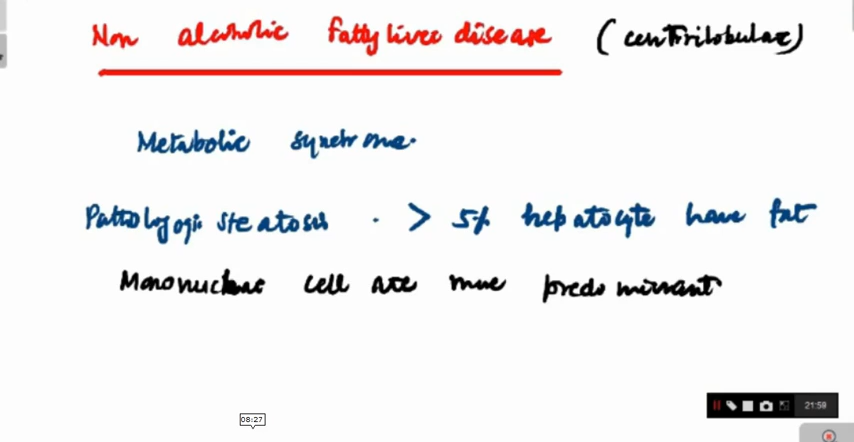 Non alcoholic fatty liver disease (centrilobular)
Metabolic syndrome.
Pathologic steatosis . > 5% hepatocyte have fat
Mononuclear cell are more predominant
21:59
08:27